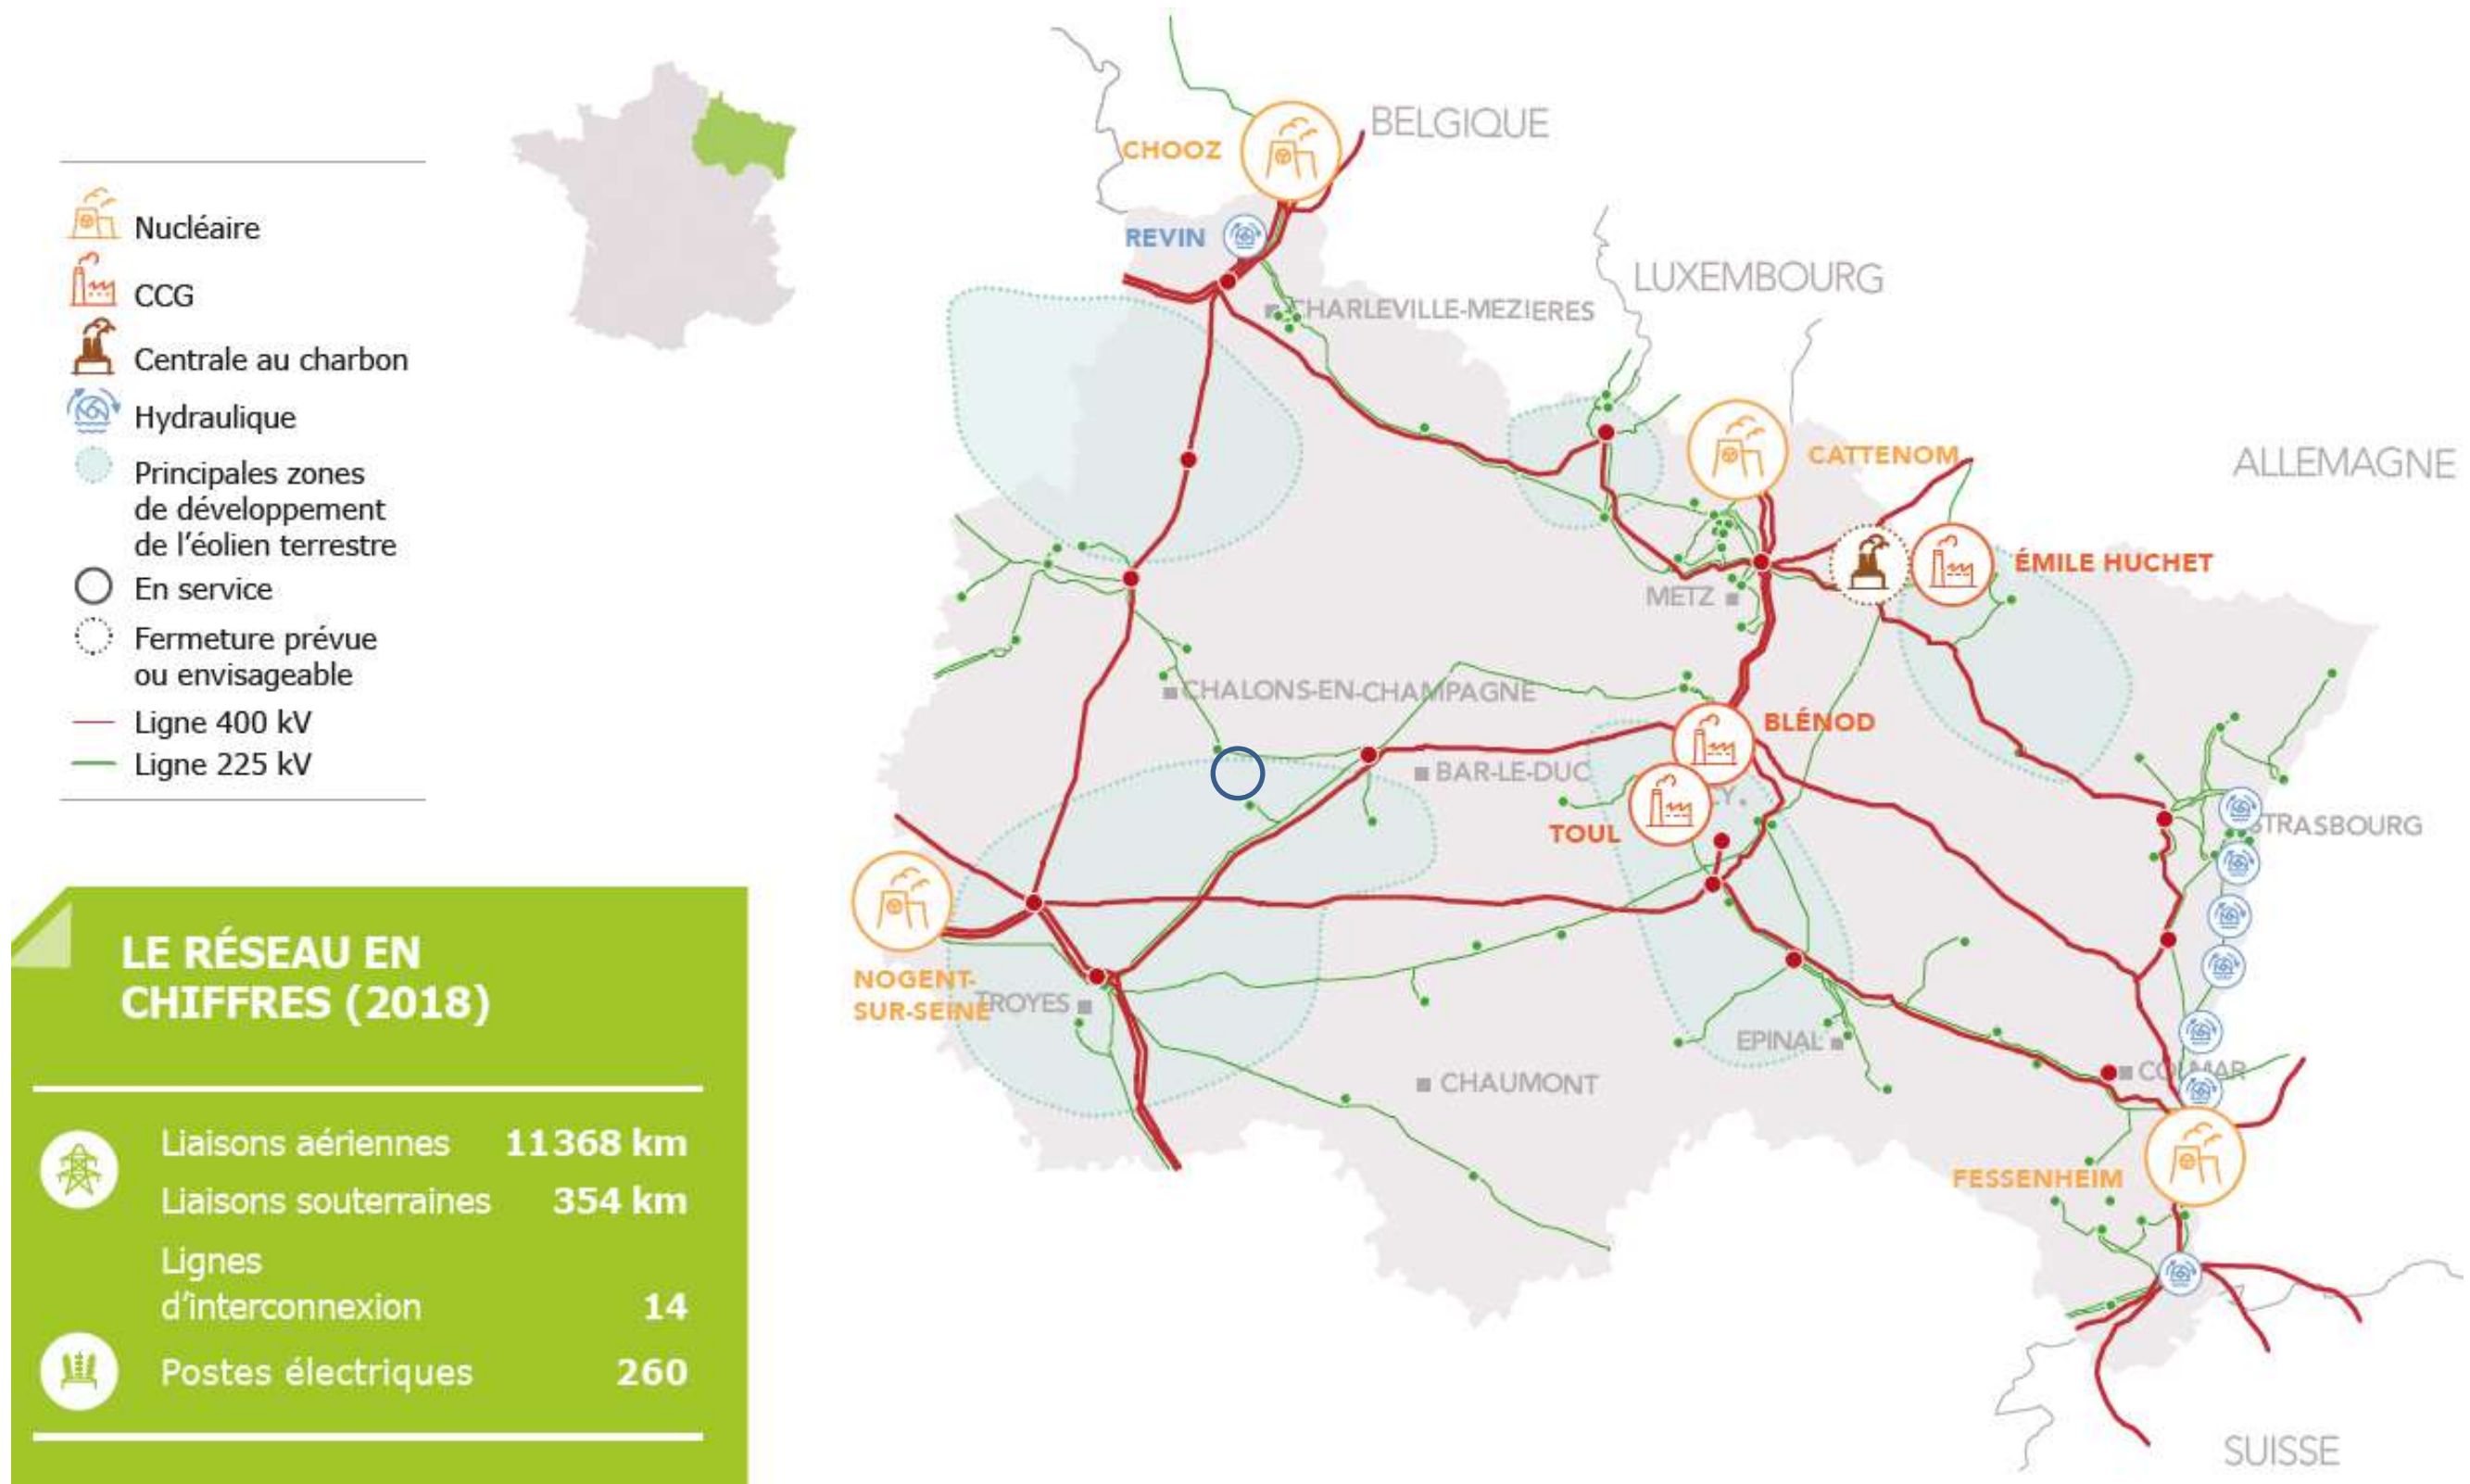 Nucléaire
CCG
Centrale au charbon
Hydraulique
Principales zones
de développement
de l'éolien terrestre
En service
Fermeture prévue
ou envisageable
Ligne 400 kV
Ligne 225 kV
LE RÉSEAU EN
CHIFFRES (2018)
Liaisons aériennes 11 368 km
Liaisons souterraines 354 km
Lignes
d'interconnexion 14
Postes électriques 260
BELGIQUE
CHOOZ
REVIN
LUXEMBOURG
CHARLEVILLE-MEZIERES
CATTENOM
ALLEMAGNE
ÉMILE HUCHET
METZ
CHALONS-EN-CHAMPAGNE
BLÉNOD
BAR-LE-DUC
TOUL
STRASBOURG
NOGENT-
SUR-SEINE
TROYES
EPINAL
CHAUMONT
COLMAR
FESSENHEIM
SUISSE